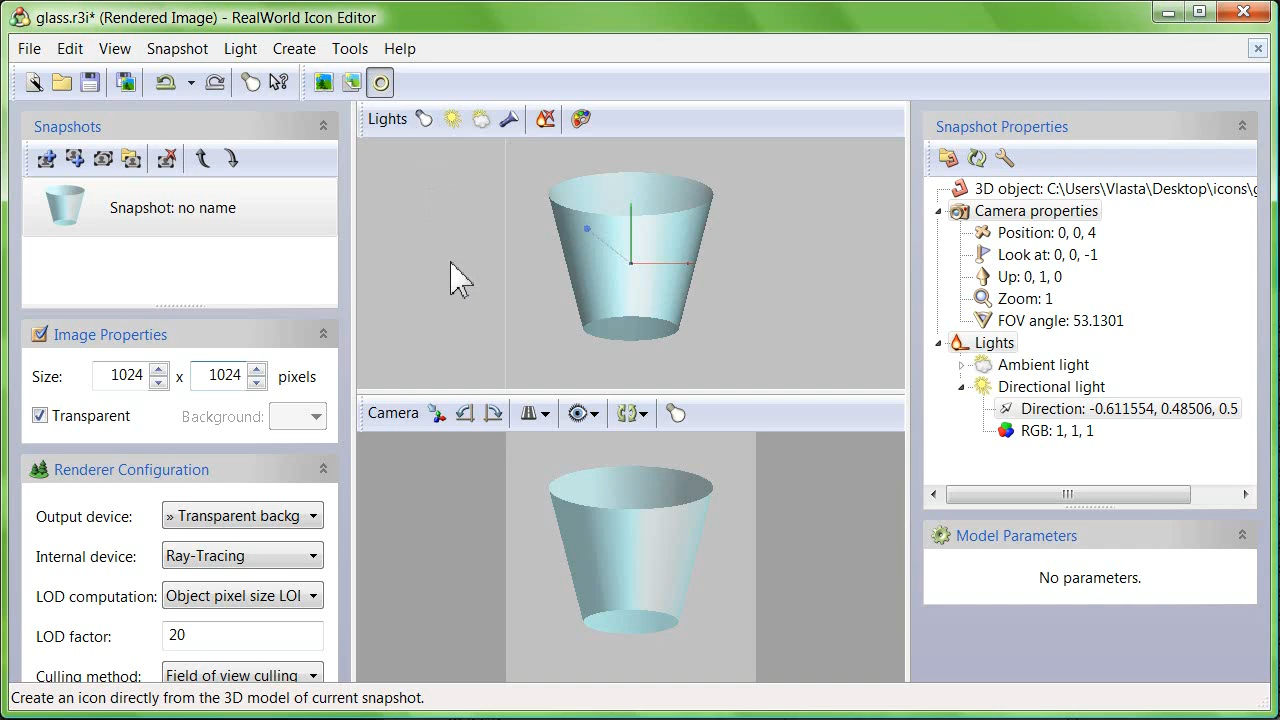 glass.r3i* (Rendered Image) - RealWorld Icon Editor
File Edit View Snapshot Light Create Tools Help
Snapshots
Snapshot: no name
Image Properties
Size: 1024 x 1024 pixels
Transparent Background:
Renderer Configuration
Output device: » Transparent backg
Internal device: Ray-Tracing
LOD computation: Object pixel size LOI
LOD factor: 20
Culling method: Field of view culling
Lights
Camera
Snapshot Properties
3D object: C:\Users\Vlasta\Desktop\icons\g
Camera properties
Position: 0, 0, 4
Look at: 0, 0, -1
Up: 0, 1, 0
Zoom: 1
FOV angle: 53.1301
Lights
Ambient light
Directional light
Direction: -0.611554, 0.48506, 0.5
RGB: 1, 1, 1
Model Parameters
No parameters.
Create an icon directly from the 3D model of current snapshot.